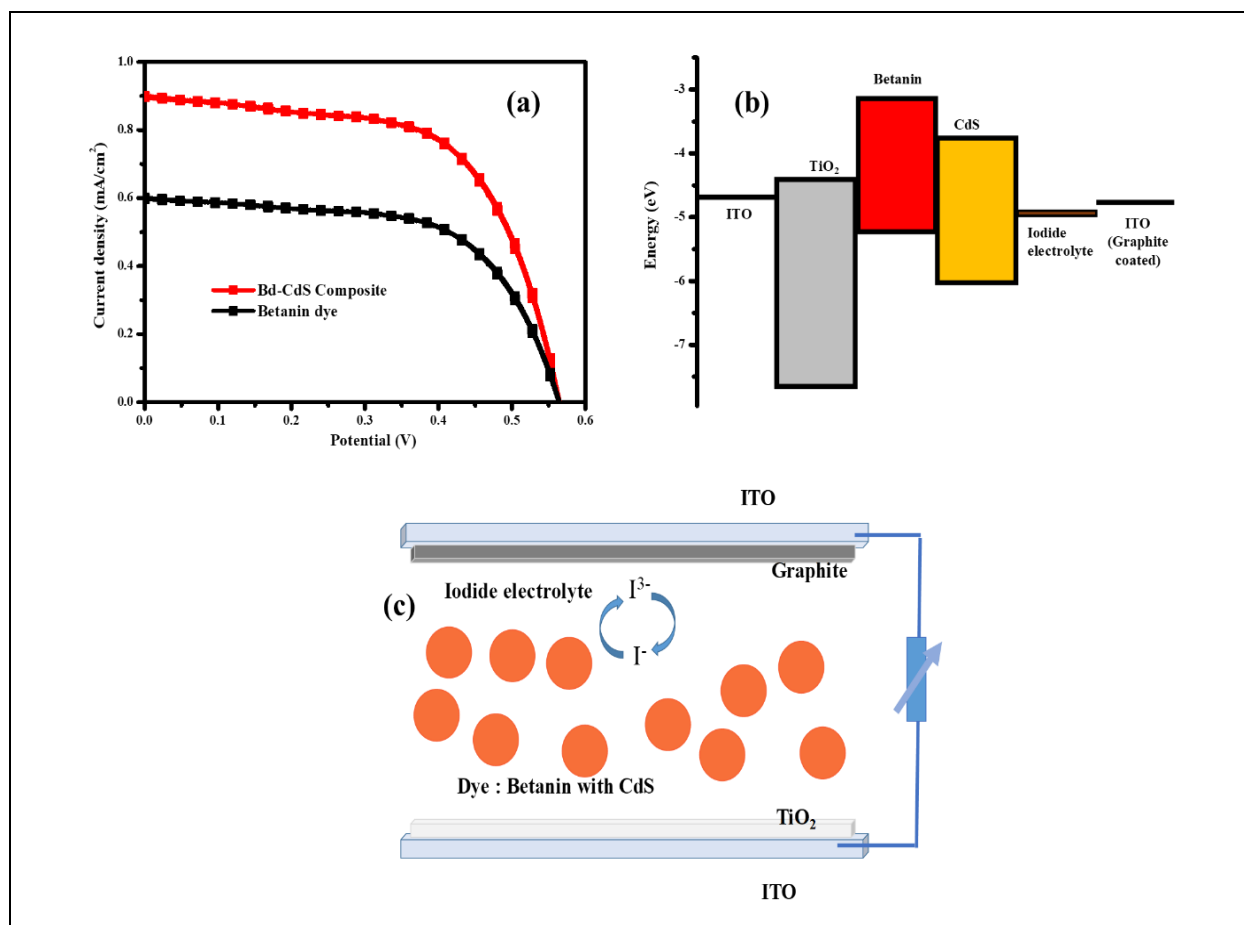 (a)
1.0
0.8
0.6
0.4
0.2
0.0
Current density (mA/cm²)
Bd-CdS Composite
Betanin dye
0.0 0.1 0.2 0.3 0.4 0.5 0.6
Potential (V)
(b)
-3
-4
-5
-6
-7
Energy (eV)
ITO
TiO₂
Betanin
CdS
Iodide
electrolyte
ITO
(Graphite
coated)
ITO
Graphite
Iodide electrolyte
I³⁻
(c)
I⁻
Dye : Betanin with CdS
TiO₂
ITO